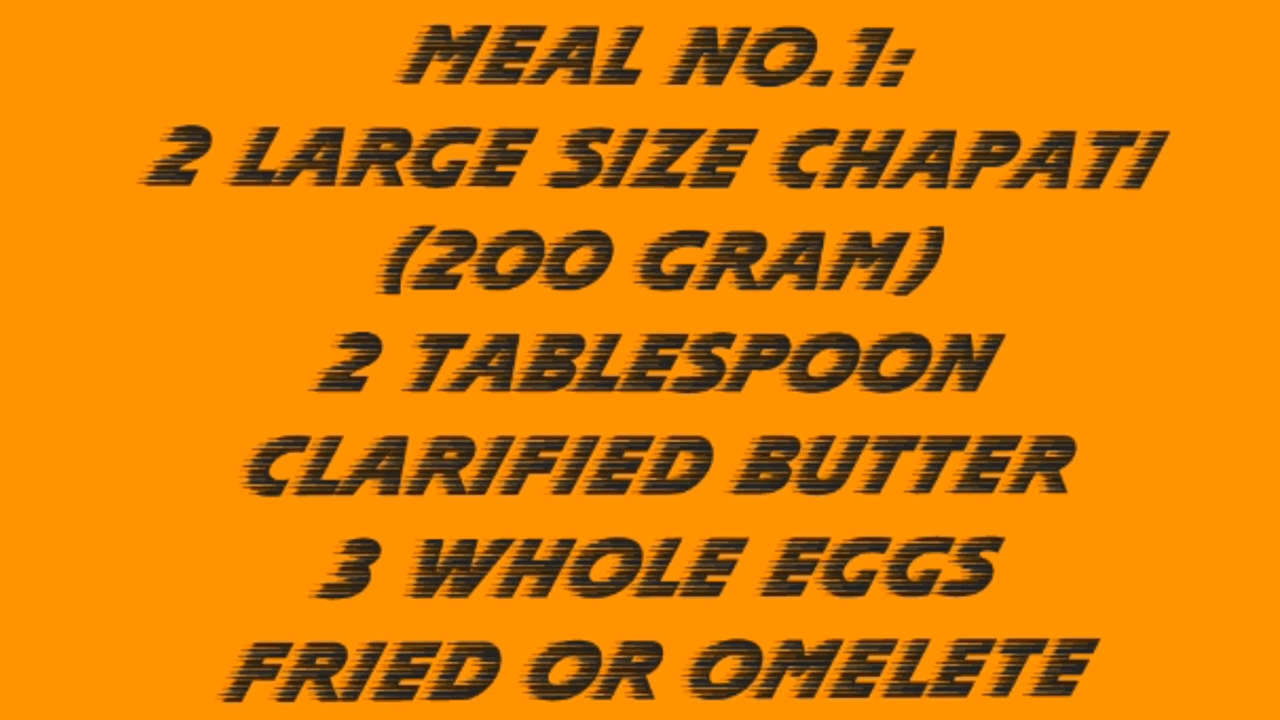 MEAL NO.1:
2 LARGE SIZE CHAPATI
(200 GRAM)
2 TABLESPOON
CLARIFIED BUTTER
3 WHOLE EGGS
FRIED OR OMELETE